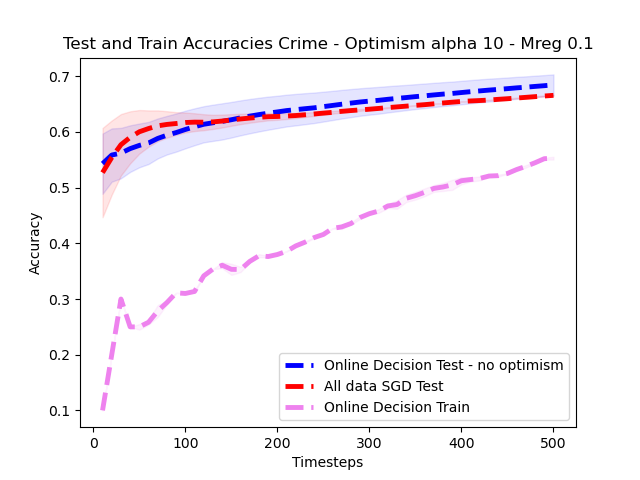 Test and Train Accuracies Crime - Optimism alpha 10 - Mreg 0.1
0.7
0.6
0.5
0.4
0.3
0.2
0.1
Accuracy
Online Decision Test - no optimism
All data SGD Test
Online Decision Train
0 100 200 300 400 500
Timesteps